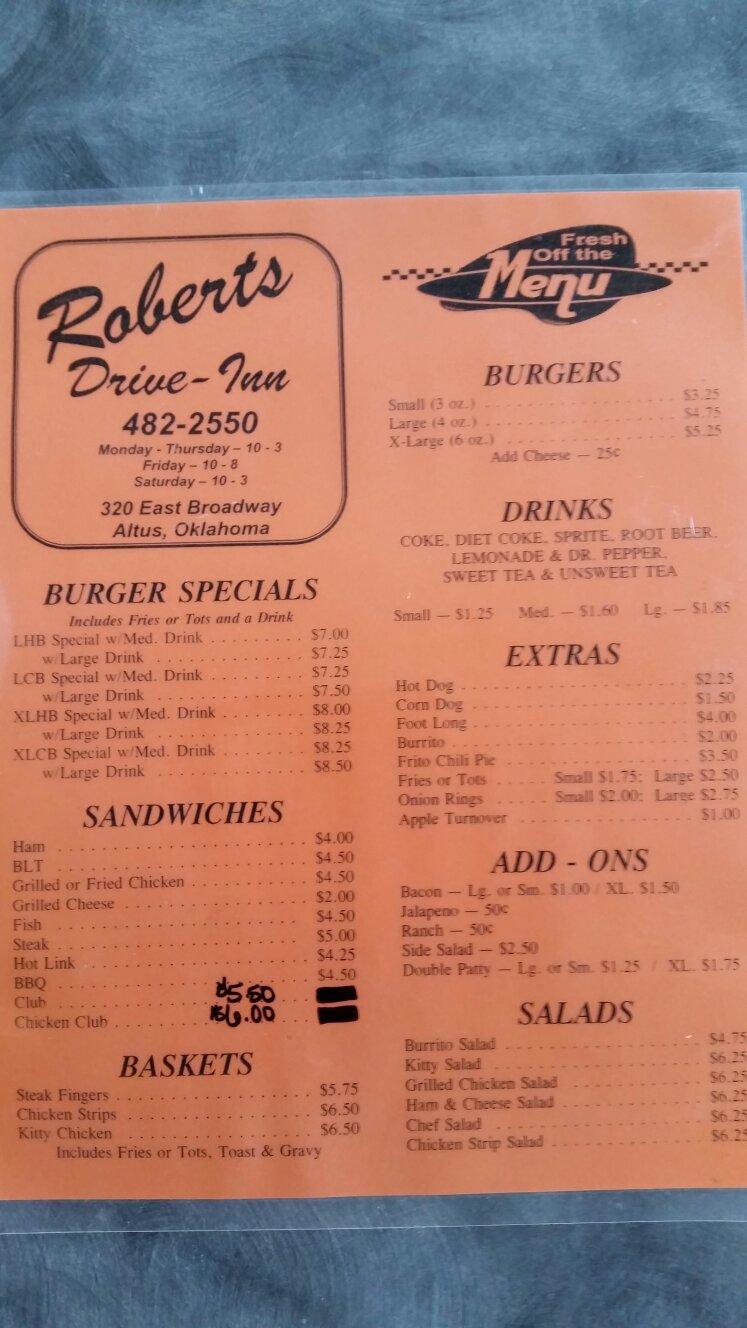 Roberts
Drive-Inn
482-2550
Monday - Thursday – 10 - 3
Friday – 10 - 8
Saturday – 10 - 3
320 East Broadway
Altus, Oklahoma
BURGER SPECIALS
Includes Fries or Tots and a Drink
LHB Special w/Med. Drink . . . . . . . . . $7.00
w/Large Drink . . . . . . . . . . . . . . $7.25
LCB Special w/Med. Drink . . . . . . . . . $7.25
w/Large Drink . . . . . . . . . . . . . . $7.50
XLHB Special w/Med. Drink . . . . . . . . $8.00
w/Large Drink . . . . . . . . . . . . . . $8.25
XLCB Special w/Med. Drink . . . . . . . . $8.25
w/Large Drink . . . . . . . . . . . . . . $8.50
SANDWICHES
Ham . . . . . . . . . . . . . . . . . . . . . . . . . $4.00
BLT . . . . . . . . . . . . . . . . . . . . . . . . . $4.50
Grilled or Fried Chicken . . . . . . . . . . . $4.50
Grilled Cheese . . . . . . . . . . . . . . . . . . $2.00
Fish . . . . . . . . . . . . . . . . . . . . . . . . $4.50
Steak . . . . . . . . . . . . . . . . . . . . . . . $5.00
Hot Link . . . . . . . . . . . . . . . . . . . . . $4.25
BBQ . . . . . . . . . . . . . . . . . . . . . . . . $4.50
Club . . . . . . . . . . . . . . $5.50 . . .
Chicken Club . . . . . . . . . $6.00
BASKETS
Steak Fingers . . . . . . . . . . . . . . . . . . . $5.75
Chicken Strips . . . . . . . . . . . . . . . . . . $6.50
Kitty Chicken . . . . . . . . . . . . . . . . . . $6.50
Includes Fries or Tots, Toast & Gravy
Fresh
Off the
Menu
BURGERS
Small (3 oz.) . . . . . . . . . . . . . . . . . . $3.25
Large (4 oz.) . . . . . . . . . . . . . . . . . . $4.75
X-Large (6 oz.) . . . . . . . . . . . . . . . . $5.25
Add Cheese — 25¢
DRINKS
COKE, DIET COKE, SPRITE, ROOT BEER,
LEMONADE & DR. PEPPER,
SWEET TEA & UNSWEET TEA
Small — $1.25 Med. — $1.60 Lg. — $1.85
EXTRAS
Hot Dog . . . . . . . . . . . . . . . . . . . . . . $2.25
Corn Dog . . . . . . . . . . . . . . . . . . . . . $1.50
Foot Long . . . . . . . . . . . . . . . . . . . . $4.00
Burrito . . . . . . . . . . . . . . . . . . . . . . $2.00
Frito Chili Pie . . . . . . . . . . . . . . . . . $3.50
Fries or Tots . . . . . Small $1.75; Large $2.50
Onion Rings . . . . . Small $2.00; Large $2.75
Apple Turnover . . . . . . . . . . . . . . . . $1.00
ADD - ONS
Bacon — Lg. or Sm. $1.00 / XL. $1.50
Jalapeno — 50¢
Ranch — 50¢
Side Salad — $2.50
Double Patty — Lg. or Sm. $1.25 / XL. $1.75
SALADS
Burrito Salad . . . . . . . . . . . . . . . . . . $4.75
Kitty Salad . . . . . . . . . . . . . . . . . . . $6.25
Grilled Chicken Salad . . . . . . . . . . . . $6.25
Ham & Cheese Salad . . . . . . . . . . . . . $6.25
Chef Salad . . . . . . . . . . . . . . . . . . . $6.25
Chicken Strip Salad . . . . . . . . . . . . . $6.25